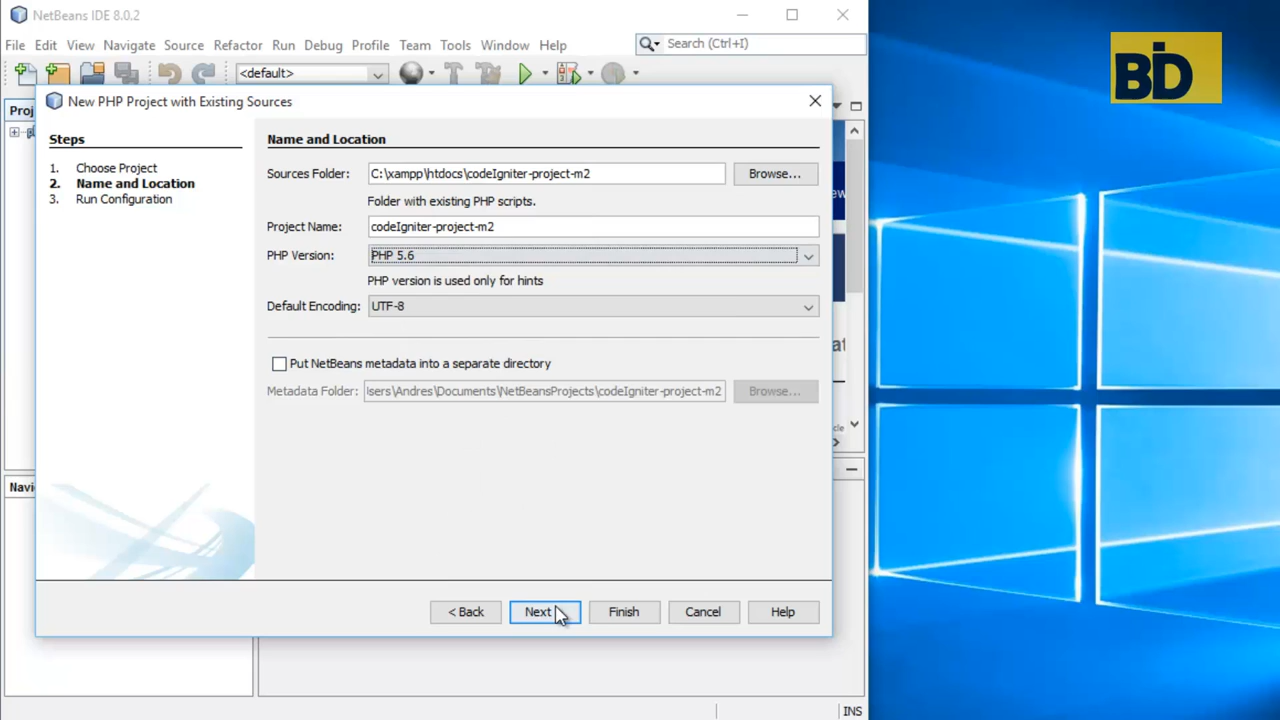 NetBeans IDE 8.0.2
BD
File Edit View Navigate Source Refactor Run Debug Profile Team Tools Window Help
Search (Ctrl+I)
<default>
New PHP Project with Existing Sources
Proj
Steps
1. Choose Project
2. Name and Location
3. Run Configuration
Name and Location
Sources Folder: C:\xampp\htdocs\codeIgniter-project-m2 Browse...
Folder with existing PHP scripts.
Project Name: codeIgniter-project-m2
PHP Version: PHP 5.6
PHP version is used only for hints
Default Encoding: UTF-8
Put NetBeans metadata into a separate directory
Metadata Folder: sers\Andres\Documents\NetBeansProjects\codeIgniter-project-m2 Browse...
Navi
< Back Next Finish Cancel Help
INS